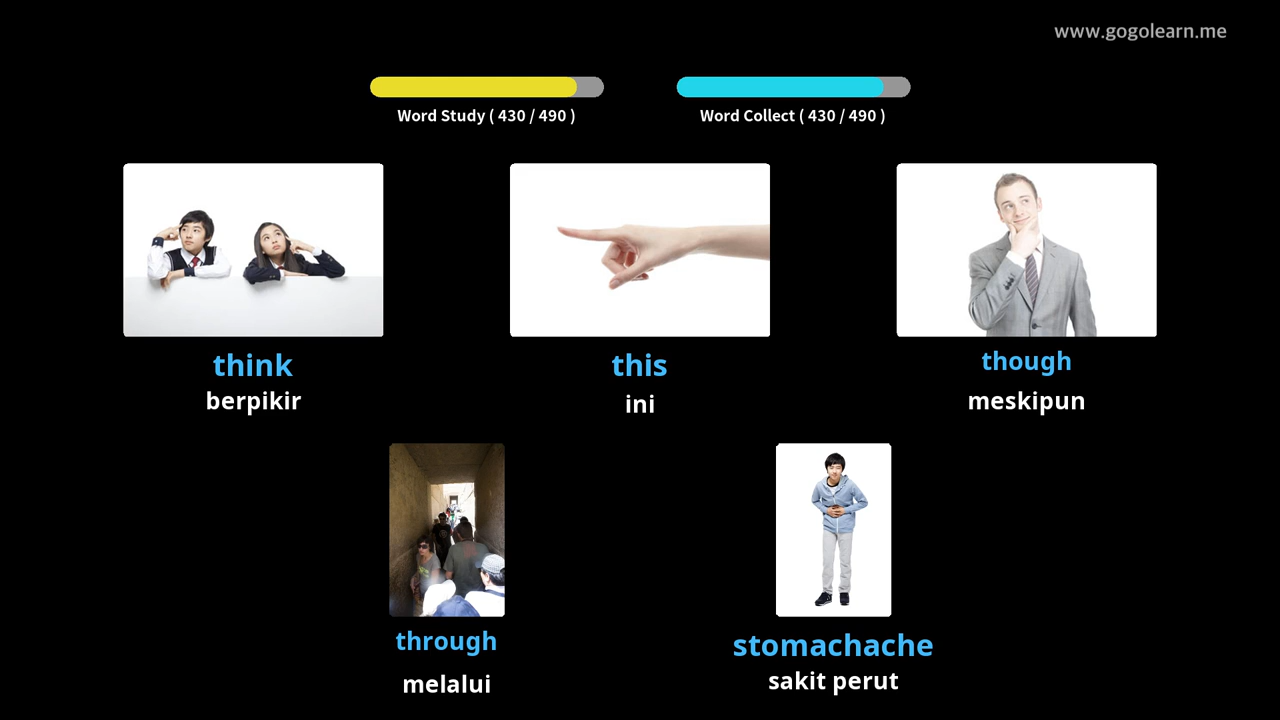 www.gogolearn.me
Word Study ( 430 / 490 )
Word Collect ( 430 / 490 )
think
berpikir
this
ini
though
meskipun
through
melalui
stomachache
sakit perut